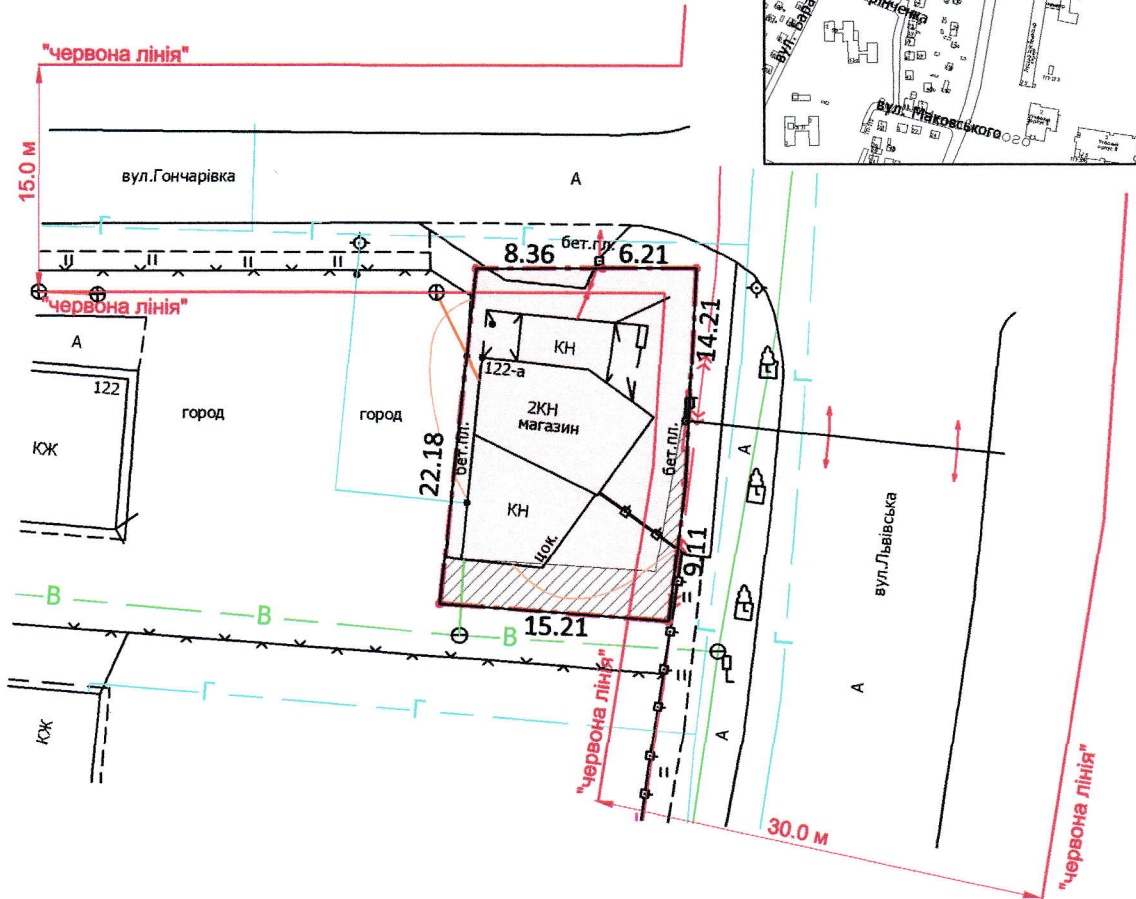 "червона лінія"
15.0 м
вул.Гончарівка
А
вул. Маковського
Г
Г
Г
бет.пл.
8.36
6.21
"червона лінія"
А
122
КЖ
город
город
14.21
КН
122-а
2КН
магазин
22.18
бет.пл.
бет.пл.
КН
цок.
9.11
15.21
А
вул.Львівська
Г
Г
В
В
В
Г
Г
КЖ
"червона лінія"
А
А
30.0 м
"червона лінія"